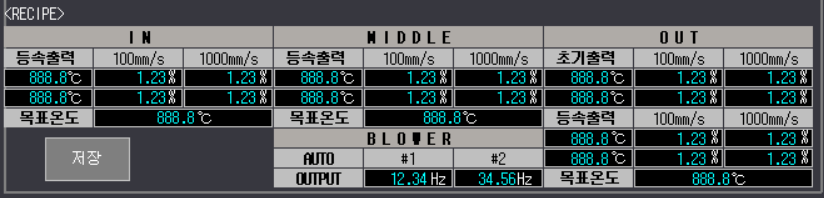 <RECIPE>
IN MIDDLE OUT
등속출력 100mm/s 1000mm/s 등속출력 100mm/s 1000mm/s 초기출력 100mm/s 1000mm/s
888.8℃ 1.23% 1.23% 888.8℃ 1.23% 1.23% 888.8℃ 1.23% 1.23%
888.8℃ 1.23% 1.23% 888.8℃ 1.23% 1.23% 888.8℃ 1.23% 1.23%
목표온도 888.8℃ 목표온도 888.8℃ 등속출력 100mm/s 1000mm/s
BLOWER 888.8℃ 1.23% 1.23%
저장 AUTO #1 #2 888.8℃ 1.23% 1.23%
OUTPUT 12.34Hz 34.56Hz 목표온도 888.8℃